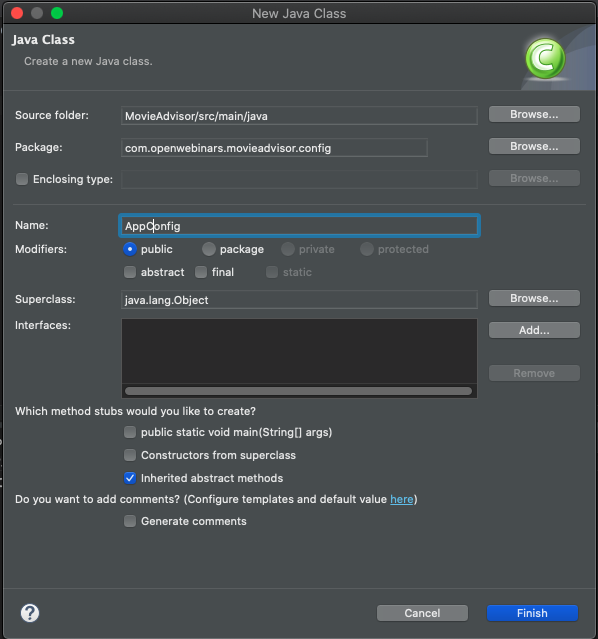 New Java Class
Java Class
Create a new Java class.
C
Source folder: MovieAdvisor/src/main/java Browse...
Package: com.openwebinars.movieadvisor.config Browse...
Enclosing type: Browse...
Name: AppConfig
Modifiers: public package private protected
abstract final static
Superclass: java.lang.Object Browse...
Interfaces: Add...
Remove
Which method stubs would you like to create?
public static void main(String[] args)
Constructors from superclass
Inherited abstract methods
Do you want to add comments? (Configure templates and default value here)
Generate comments
? Cancel Finish